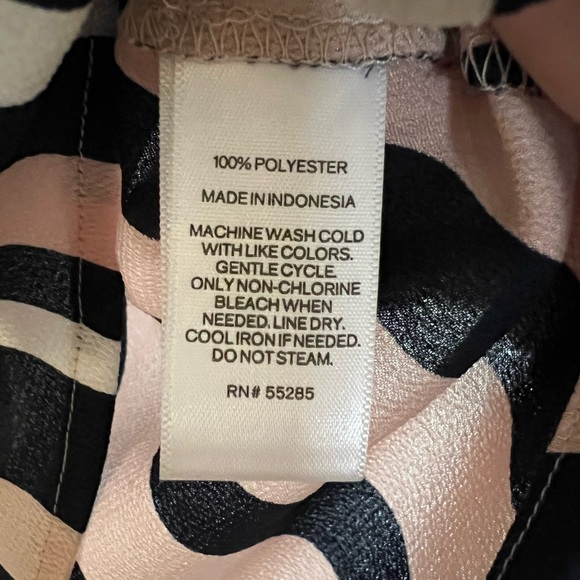 100% POLYESTER
MADE IN INDONESIA
MACHINE WASH COLD
WITH LIKE COLORS.
GENTLE CYCLE.
ONLY NON-CHLORINE
BLEACH WHEN
NEEDED. LINE DRY.
COOL IRON IF NEEDED.
DO NOT STEAM.
RN# 55285